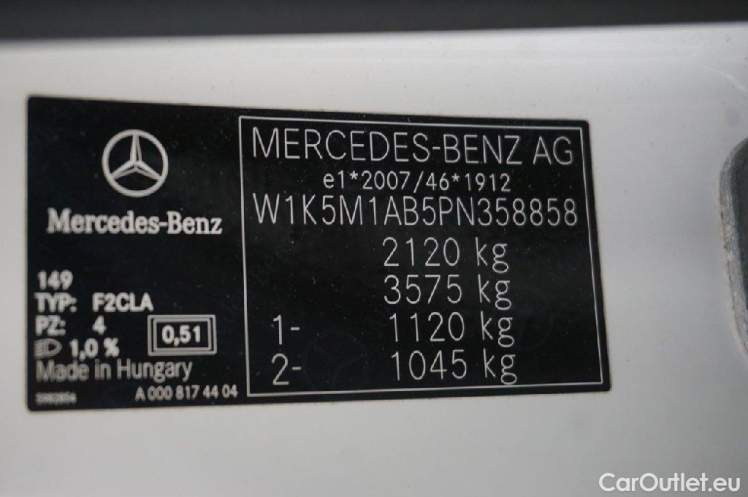 Mercedes-Benz
149
TYP: F2CLA
PZ: 4
1,0 %
0,51
Made in Hungary
A 000 817 44 04
MERCEDES-BENZ AG
e1*2007/46*1912
W1K5M1AB5PN358858
2120 kg
3575 kg
1- 1120 kg
2- 1045 kg
CarOutlet.eu